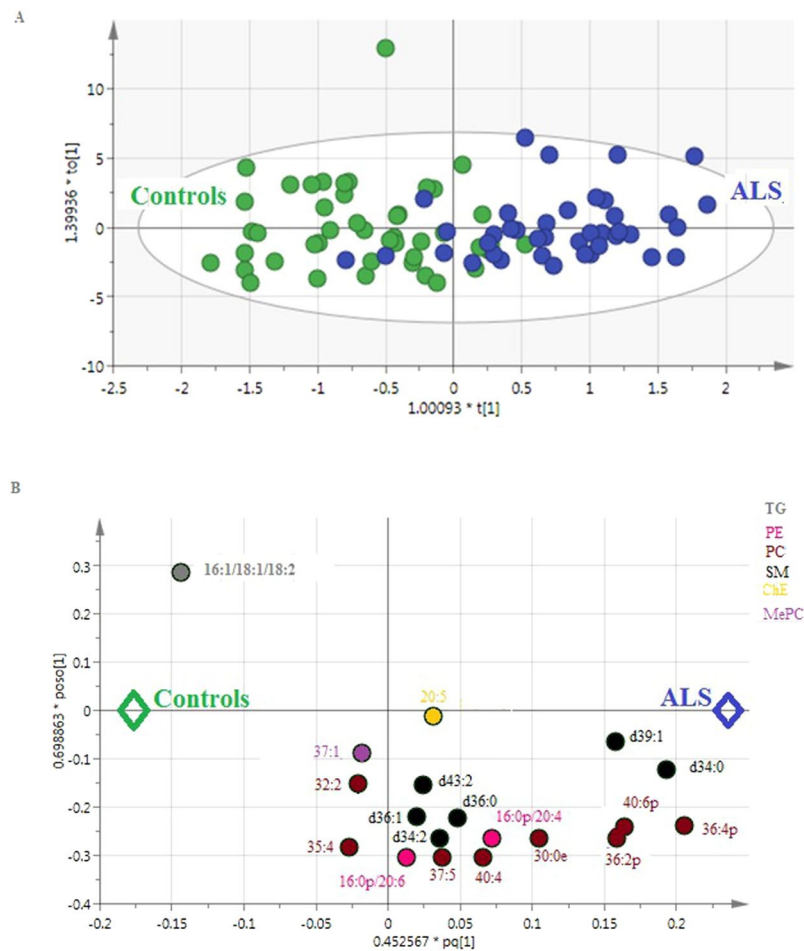 A
10
5
0
-5
-10
1.39936 * to[1]
Controls
ALS
-2.5 -2 -1.5 -1 -0.5 0 0.5 1 1.5 2
1.00093 * t[1]
B
TG
PE
PC
SM
ChE
MePC
0.3
0.2
0.1
0
-0.1
-0.2
-0.3
-0.4
0.698863 * poso[1]
16:1/18:1/18:2
Controls
20:5
ALS
37:1
d39:1
32:2
d43:2
d34:0
d36:0
d36:1
16:0p/20:4
40:6p
35:4
d34:2
30:0e
36:4p
36:2p
16:0p/20:6
37:5
40:4
-0.2 -0.15 -0.1 -0.05 0 0.05 0.1 0.15 0.2
0.452567 * pq[1]